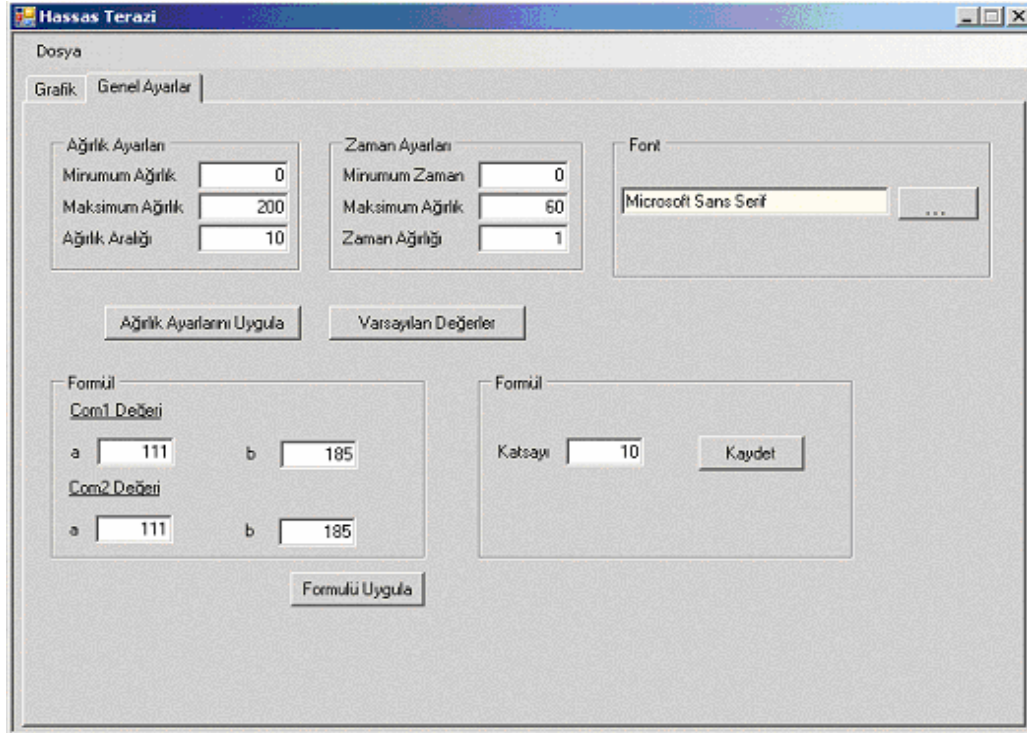 Hassas Terazi
Dosya
Grafik Genel Ayarlar
Ağırlık Ayarları
Minumum Ağırlık 0
Maksimum Ağırlık 200
Ağırlık Aralığı 10
Zaman Ayarları
Minumum Zaman 0
Maksimum Ağırlık 60
Zaman Ağırlığı 1
Font
Microsoft Sans Serif ...
Ağırlık Ayarlarını Uygula Varsayılan Değerler
Formül
Com1 Değeri
a 111 b 185
Com2 Değeri
a 111 b 185
Formülü Uygula
Formül
Katsayı 10 Kaydet